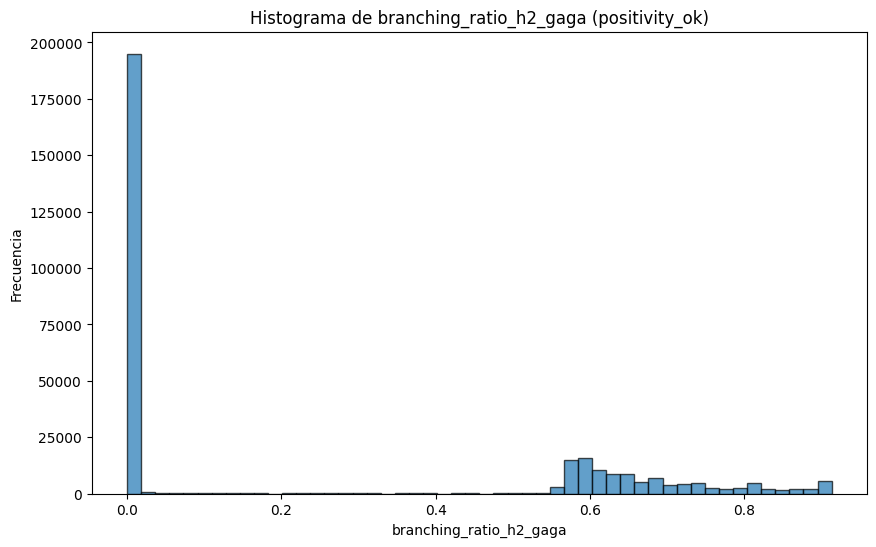 Histograma de branching_ratio_h2_gaga (positivity_ok)
200000
175000
150000
125000
100000
75000
50000
25000
0
Frecuencia
0.0 0.2 0.4 0.6 0.8
branching_ratio_h2_gaga